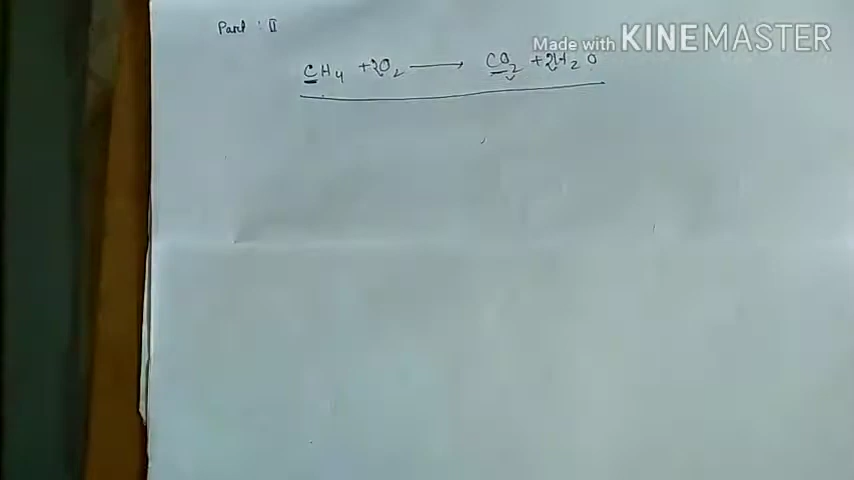 Part : II
Made with KINEMASTER
CH₄ + 2O₂ ⟶ CO₂ + 2H₂O